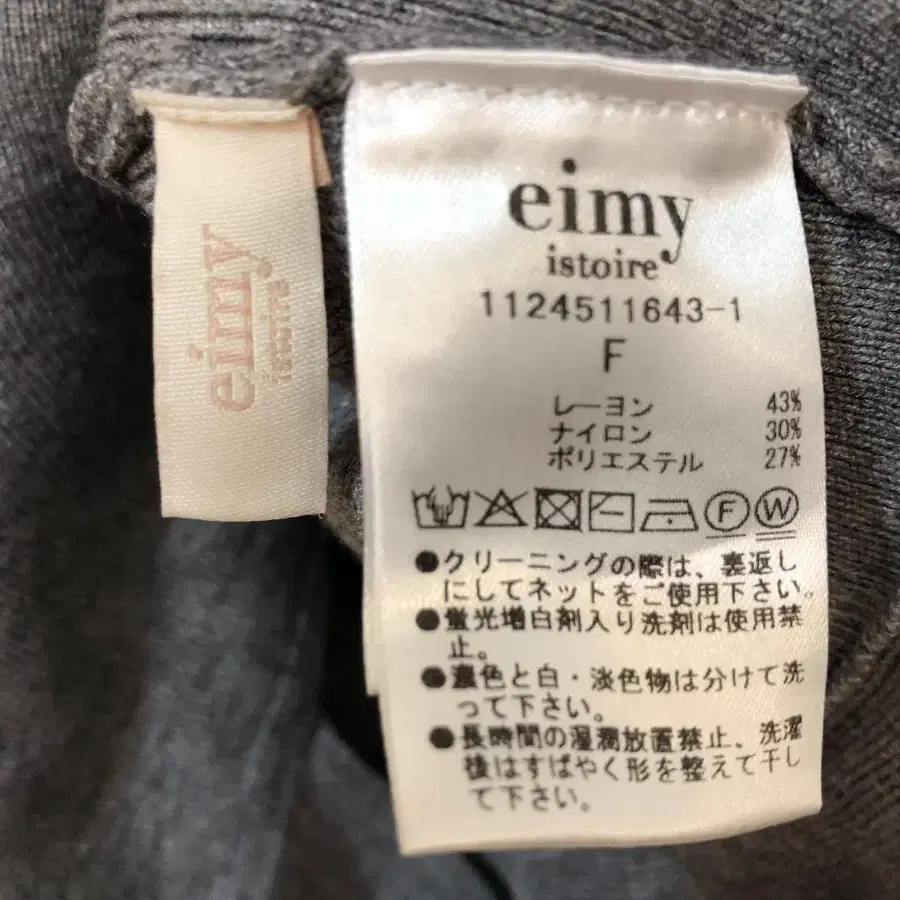 eimy
istoire
eimy
istoire
1124511643-1
F
レーヨン 43%
ナイロン 30%
ポリエステル 27%
F W
●クリーニングの際は、裏返し
にしてネットをご使用下さい。
●蛍光増白剤入り洗剤は使用禁
止。
●濃色と白・淡色物は分けて洗
って下さい。
●長時間の湿潤放置禁止、洗濯
後はすばやく形を整えて干し
て下さい。